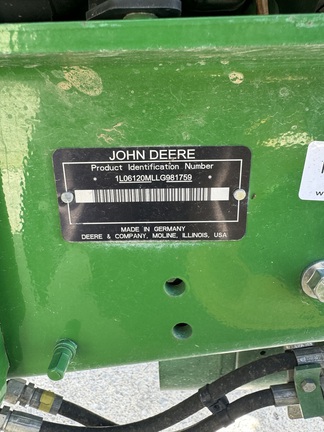 JOHN DEERE
Product Identification Number
* 1L06120MLLG981759 *
MADE IN GERMANY
DEERE & COMPANY, MOLINE, ILLINOIS, USA